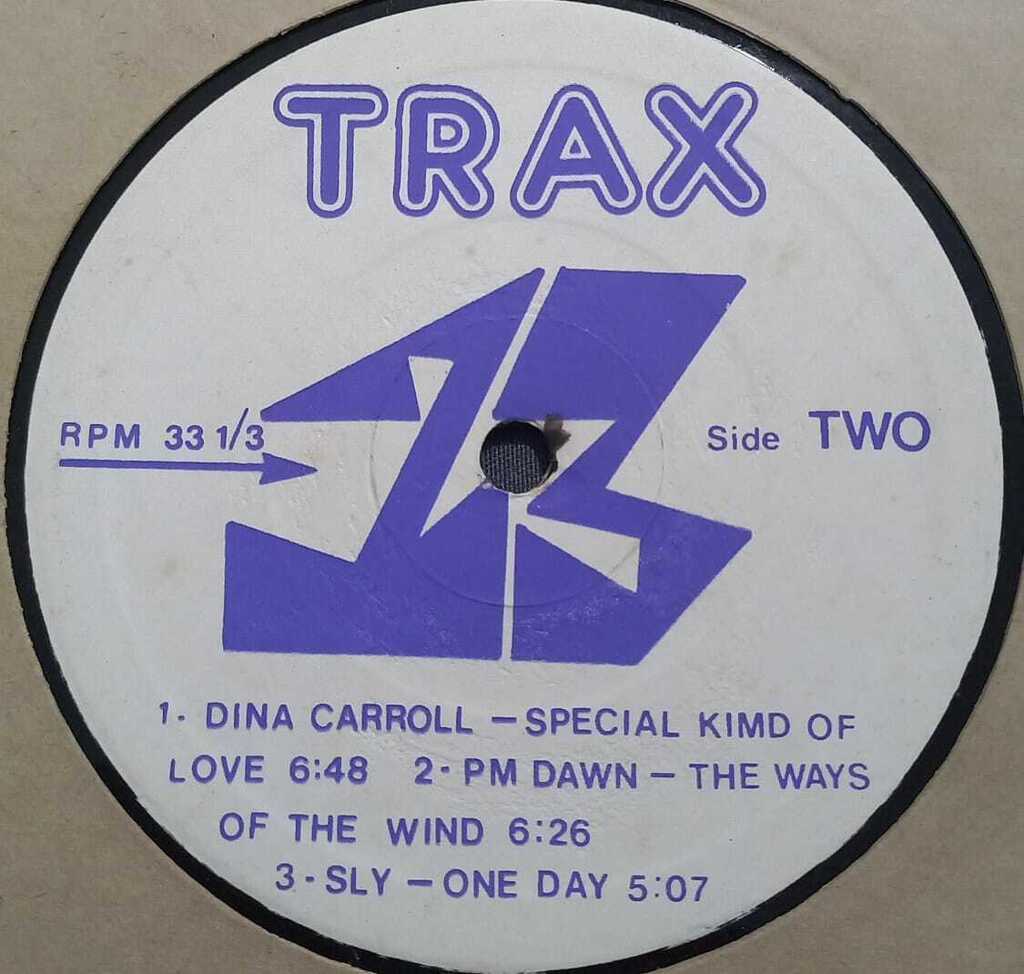 TRAX
RPM 33 1/3
Side TWO
1. DINA CARROLL – SPECIAL KIMD OF
LOVE 6:48 2. PM DAWN – THE WAYS
OF THE WIND 6:26
3. SLY – ONE DAY 5:07